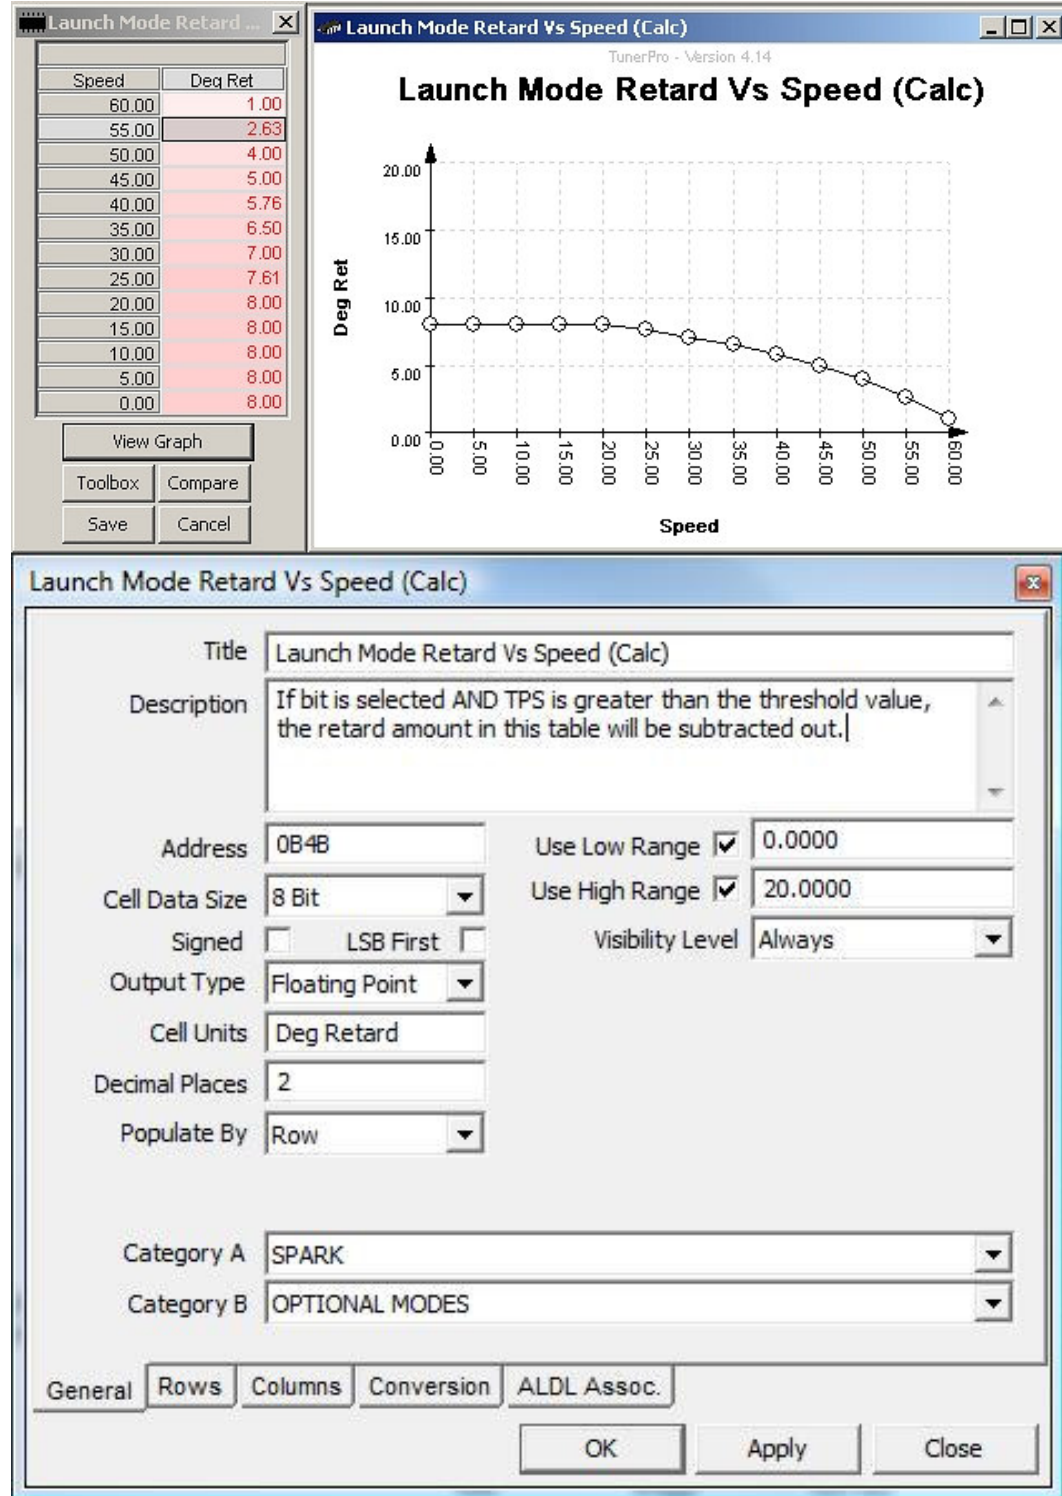 Launch Mode Retard ...
Speed Deg Ret
60.00 1.00
55.00 2.63
50.00 4.00
45.00 5.00
40.00 5.76
35.00 6.50
30.00 7.00
25.00 7.61
20.00 8.00
15.00 8.00
10.00 8.00
5.00 8.00
0.00 8.00
View Graph
Toolbox Compare
Save Cancel
Launch Mode Retard Vs Speed (Calc)
TunerPro - Version 4.14
Launch Mode Retard Vs Speed (Calc)
20.00
15.00
10.00
5.00
0.00
Deg Ret
0.00 5.00 10.00 15.00 20.00 25.00 30.00 35.00 40.00 45.00 50.00 55.00 60.00
Speed
Launch Mode Retard Vs Speed (Calc)
Title Launch Mode Retard Vs Speed (Calc)
Description If bit is selected AND TPS is greater than the threshold value,
the retard amount in this table will be subtracted out.
Address 0B4B Use Low Range 0.0000
Cell Data Size 8 Bit Use High Range 20.0000
Signed LSB First Visibility Level Always
Output Type Floating Point
Cell Units Deg Retard
Decimal Places 2
Populate By Row
Category A SPARK
Category B OPTIONAL MODES
General Rows Columns Conversion ALDL Assoc.
OK Apply Close